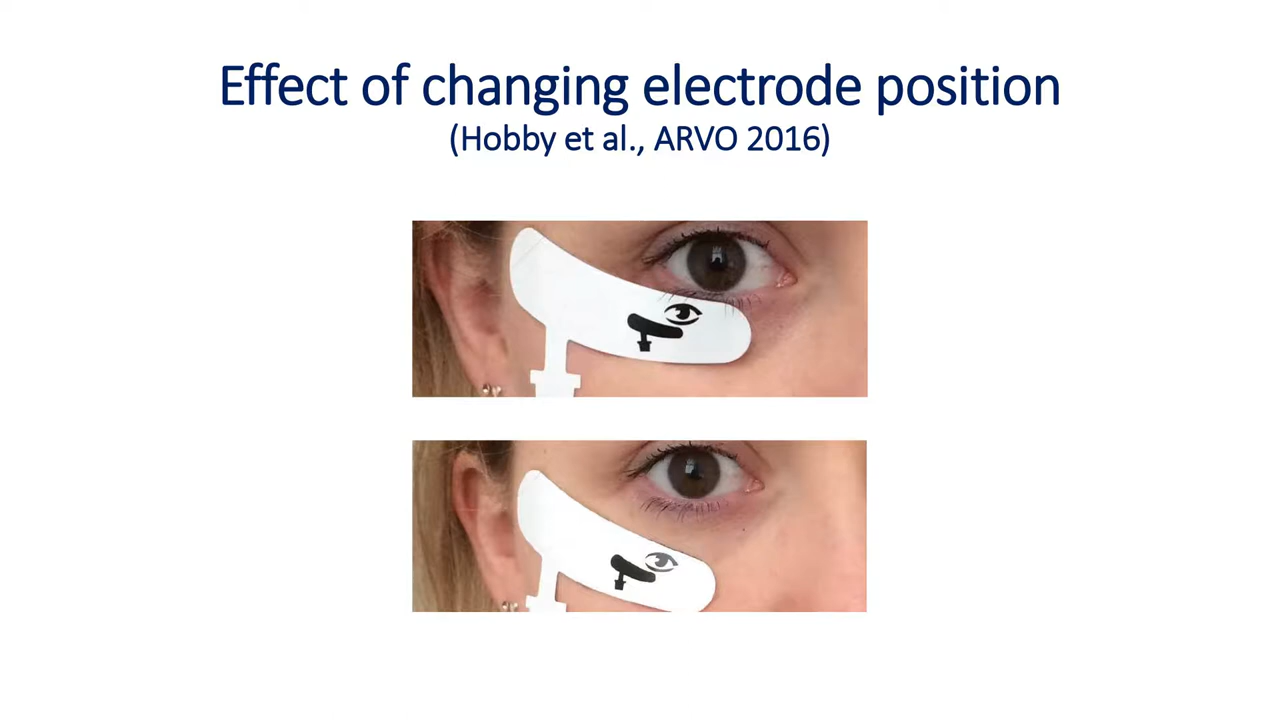 Effect of changing electrode position
(Hobby et al., ARVO 2016)